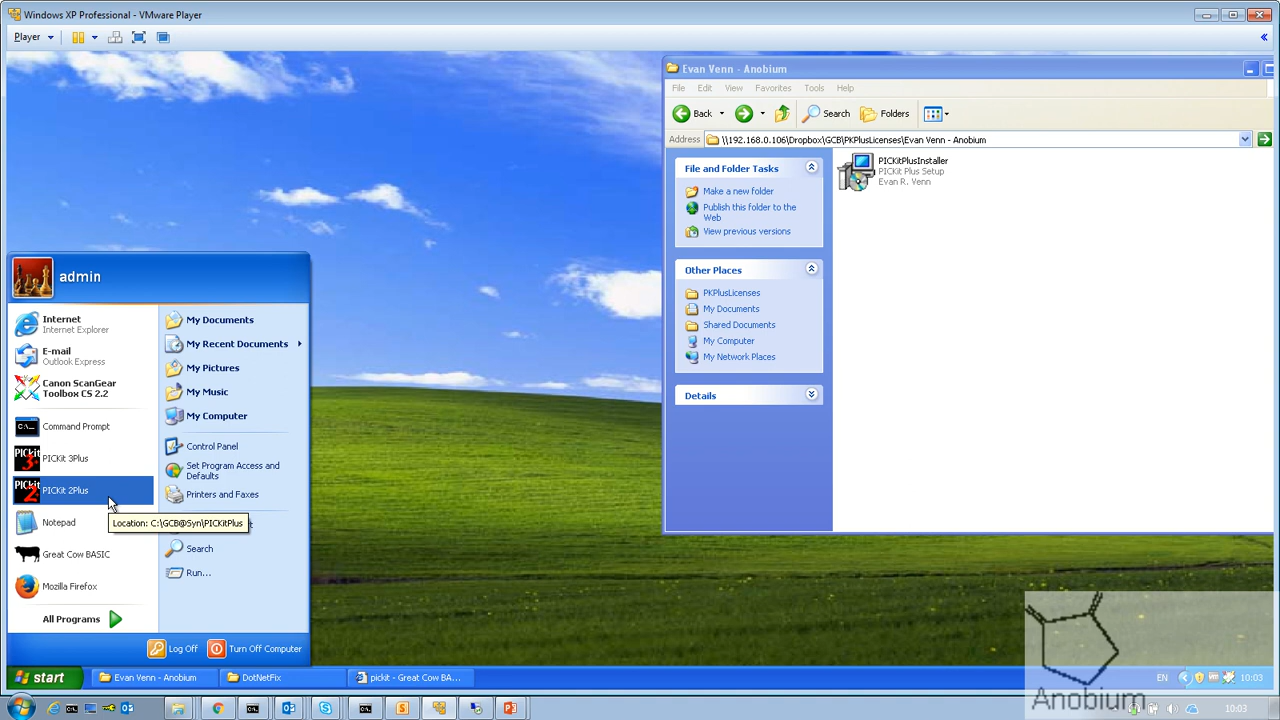 Windows XP Professional - VMware Player
Player
Evan Venn - Anobium
File Edit View Favorites Tools Help
Back Search Folders
Address \\192.168.0.106\Dropbox\GCB\PKPlusLicenses\Evan Venn - Anobium
File and Folder Tasks
Make a new folder
Publish this folder to the
Web
View previous versions
Other Places
PKPlusLicenses
My Documents
Shared Documents
My Computer
My Network Places
Details
PICKitPlusInstaller
PICKit Plus Setup
Evan R. Venn
admin
Internet
Internet Explorer
E-mail
Outlook Express
Canon ScanGear
Toolbox CS 2.2
Command Prompt
PICKit 3Plus
PICKit 2Plus
Notepad
Great Cow BASIC
Mozilla Firefox
All Programs
My Documents
My Recent Documents
My Pictures
My Music
My Computer
Control Panel
Set Program Access and
Defaults
Printers and Faxes
Location: C:\GCB@Syn\PICKitPlus
Search
Run...
Log Off Turn Off Computer
start Evan Venn - Anobium DotNetFix pickit - Great Cow BA... EN 10:03
Anobium
10:03